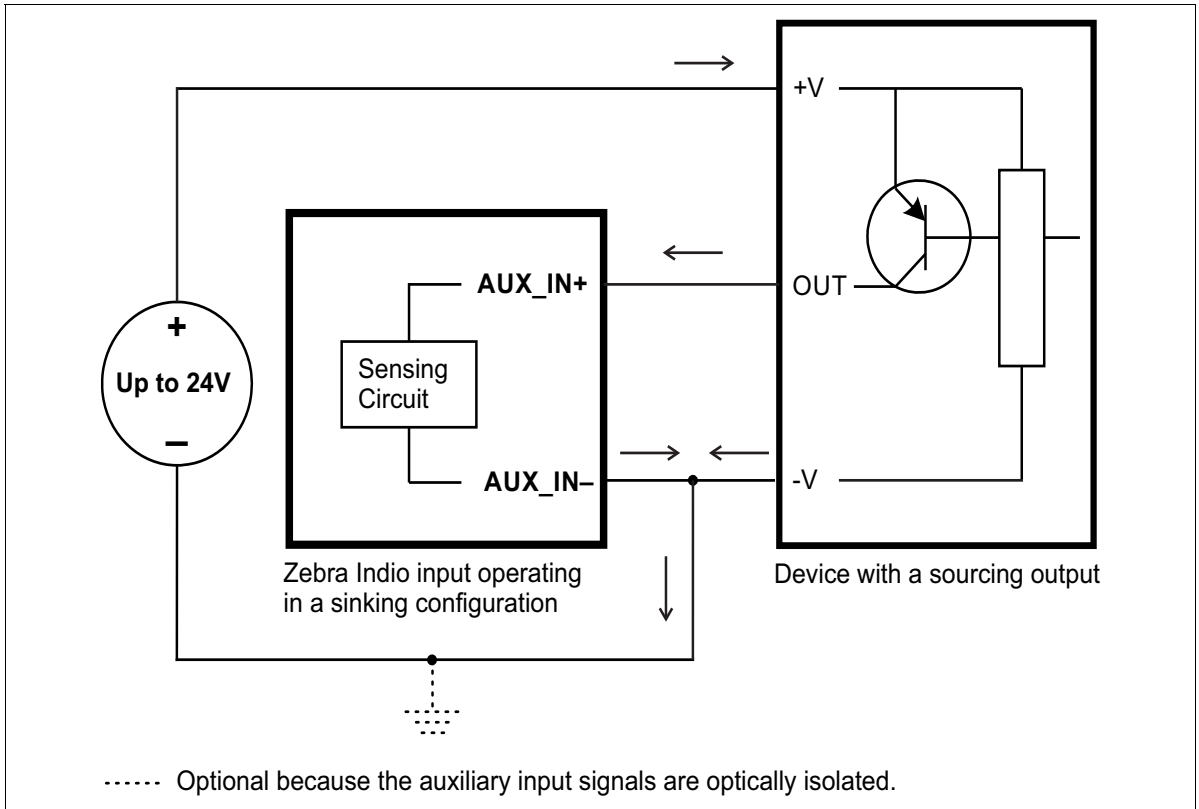 +V
OUT
-V
AUX_IN+
Sensing
Circuit
AUX_IN–
+
Up to 24V
–
Zebra Indio input operating
in a sinking configuration
Device with a sourcing output
Optional because the auxiliary input signals are optically isolated.